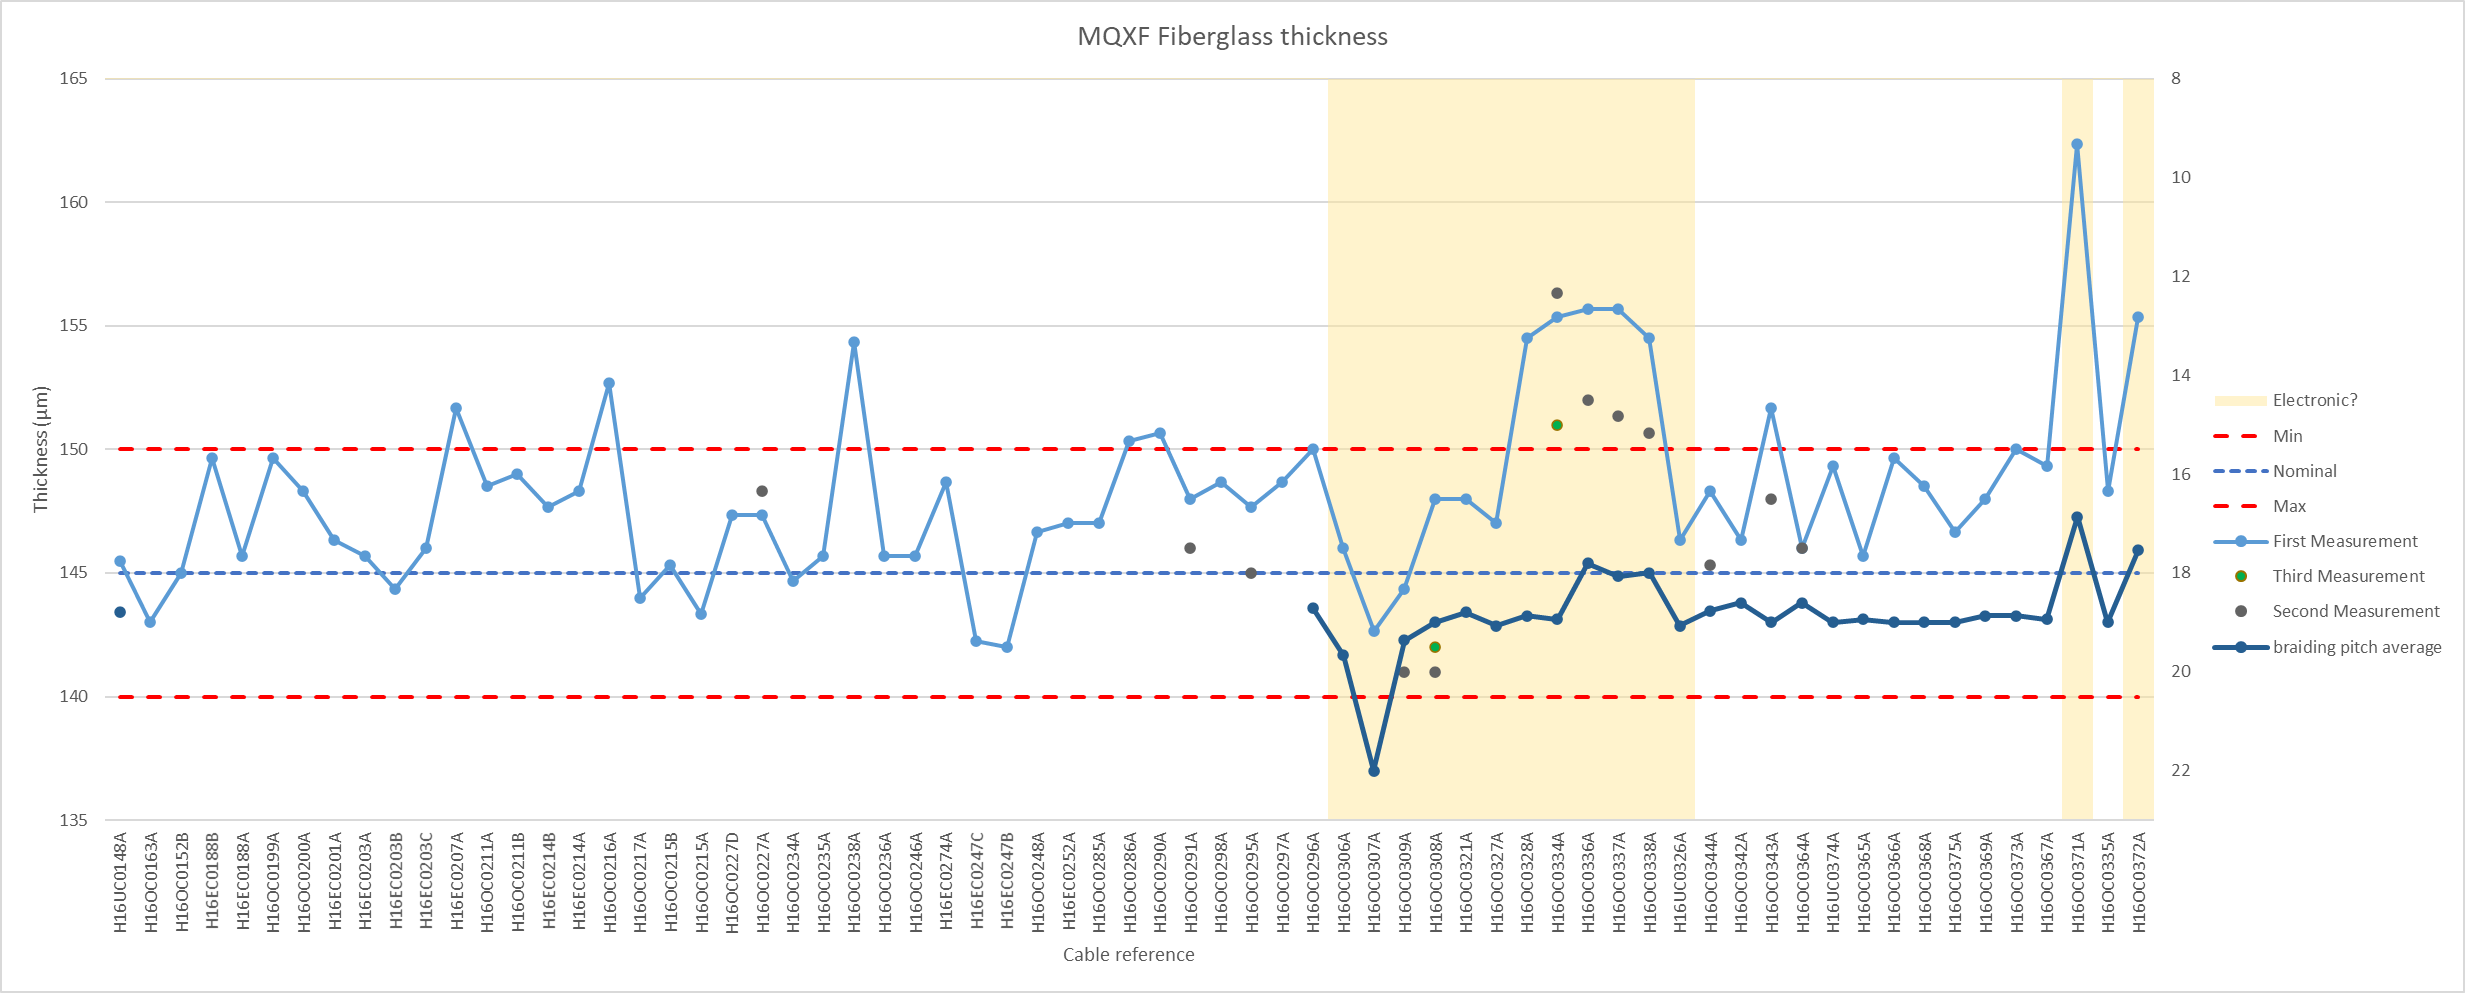 MQXF Fiberglass thickness
Thickness (µm)
165
160
155
150
145
140
135
8
10
12
14
16
18
20
22
Electronic?
Min
Nominal
Max
First Measurement
Third Measurement
Second Measurement
braiding pitch average
H16UC0148A
H16OC0163A
H16OC0152B
H16EC0188B
H16EC0188A
H16OC0199A
H16OC0200A
H16EC0201A
H16EC0203A
H16EC0203B
H16EC0203C
H16EC0207A
H16OC0211A
H16OC0211B
H16EC0214B
H16EC0214A
H16OC0216A
H16OC0217A
H16OC0215B
H16OC0215A
H16OC0227D
H16OC0227A
H16OC0234A
H16OC0235A
H16OC0238A
H16OC0236A
H16OC0246A
H16EC0274A
H16EC0247C
H16EC0247B
H16OC0248A
H16EC0252A
H16OC0285A
H16OC0286A
H16OC0290A
H16OC0291A
H16OC0298A
H16OC0295A
H16OC0297A
H16OC0296A
H16OC0306A
H16OC0307A
H16OC0309A
H16OC0308A
H16OC0321A
H16OC0327A
H16OC0328A
H16OC0334A
H16OC0336A
H16OC0337A
H16OC0338A
H16UC0326A
H16OC0344A
H16OC0342A
H16OC0343A
H16OC0364A
H16UC0374A
H16OC0365A
H16OC0366A
H16OC0368A
H16OC0375A
H16OC0369A
H16OC0373A
H16OC0367A
H16OC0371A
H16OC0335A
H16OC0372A
Cable reference